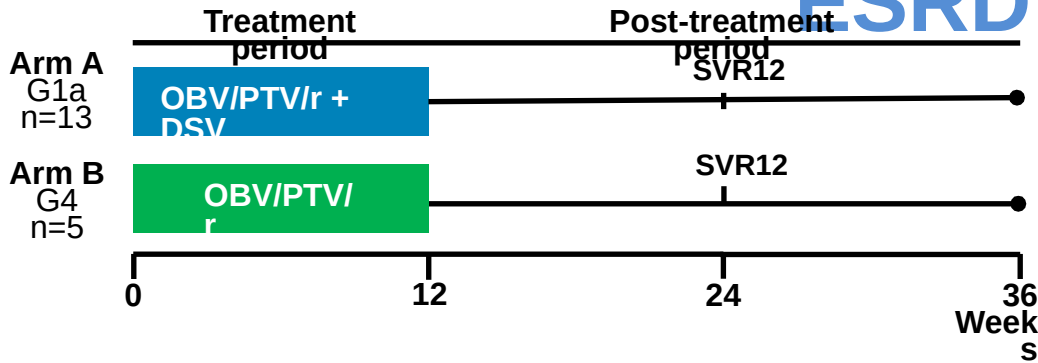 ESRD
Treatment
period
Post-treatment
period
Arm A
G1a
n=13
OBV/PTV/r +
DSV
SVR12
Arm B
G4
n=5
OBV/PTV/
r
SVR12
0
12
24
36
Week
s